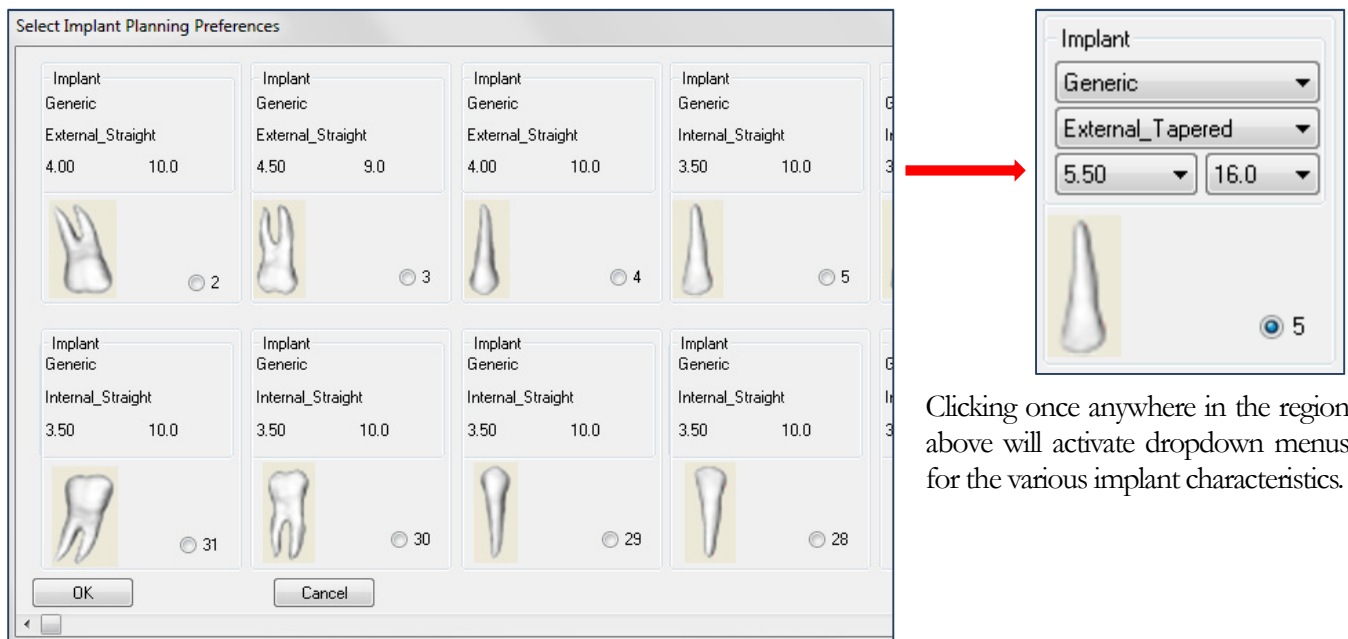 Select Implant Planning Preferences
Implant Implant Implant Implant
Generic Generic Generic Generic G
External_Straight External_Straight External_Straight Internal_Straight In
4.00 10.0 4.50 9.0 4.00 10.0 3.50 10.0 3
2 3 4 5
Implant Implant Implant Implant
Generic Generic Generic Generic G
Internal_Straight Internal_Straight Internal_Straight Internal_Straight In
3.50 10.0 3.50 10.0 3.50 10.0 3.50 10.0 3
31 30 29 28
OK Cancel
Implant
Generic
External_Tapered
5.50 16.0
5
Clicking once anywhere in the region
above will activate dropdown menus
for the various implant characteristics.